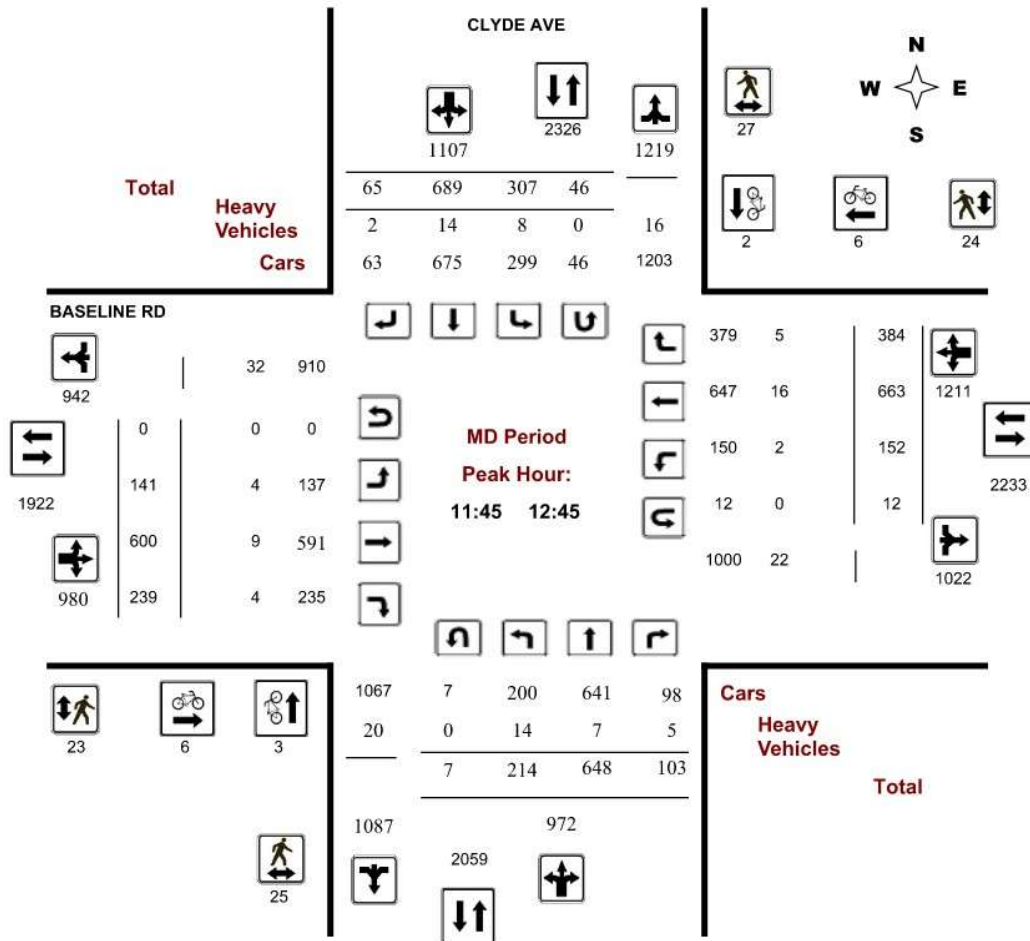 CLYDE AVE
N
W E
S
2326
27
1107
1219
Total
65 689 307 46
Heavy
Vehicles
2 14 8 0 16
2 6 24
Cars
63 675 299 46 1203
BASELINE RD
379 5 384
32 910
942
1211
647 16 663
0 0 0
MD Period
150 2 152
Peak Hour:
141 4 137
1922
2233
11:45 12:45
12 0 12
600 9 591
1000 22
1022
980
239 4 235
1067 7 200 641 98
Cars
20 0 14 7 5
Heavy
Vehicles
23 6 3
7 214 648 103
Total
1087
972
2059
25